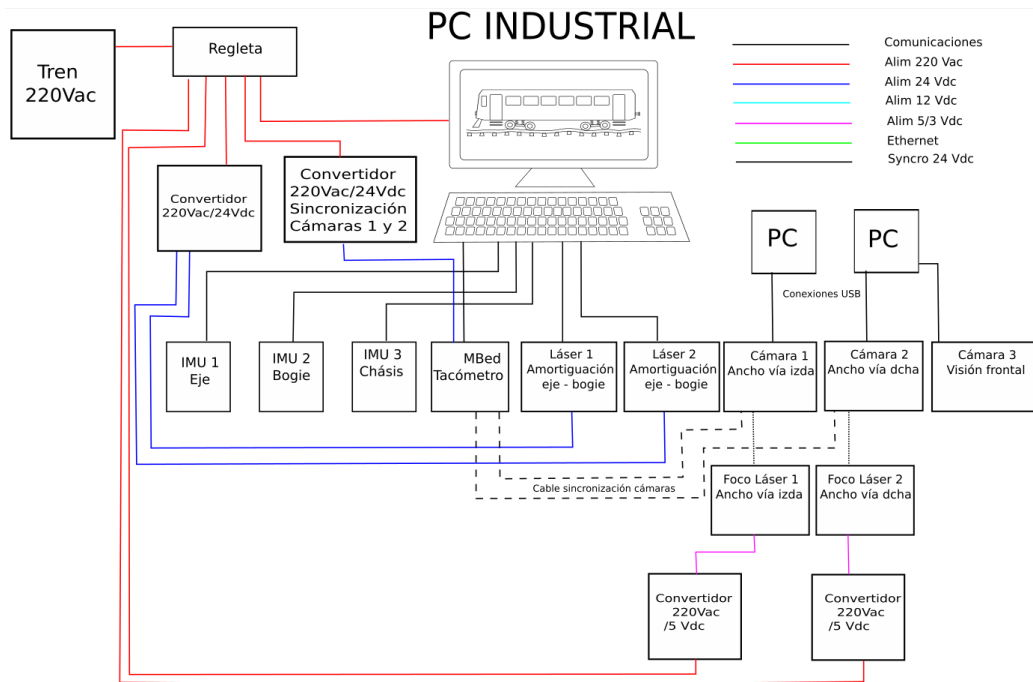 PC INDUSTRIAL
Tren
220Vac
Regleta
Comunicaciones
Alim 220 Vac
Alim 24 Vdc
Alim 12 Vdc
Alim 5/3 Vdc
Ethernet
Syncro 24 Vdc
Convertidor
220Vac/24Vdc
Convertidor
220Vac/24Vdc
Sincronización
Cámaras 1 y 2
PC
PC
Conexiones USB
IMU 1
Eje
IMU 2
Bogie
IMU 3
Chásis
MBed
Tacómetro
Láser 1
Amortiguación
eje - bogie
Láser 2
Amortiguación
eje - bogie
Cámara 1
Ancho vía izda
Cámara 2
Ancho vía dcha
Cámara 3
Visión frontal
Cable sincronización cámaras
Foco Láser 1
Ancho vía izda
Foco Láser 2
Ancho vía dcha
Convertidor
220Vac
/5 Vdc
Convertidor
220Vac
/5 Vdc